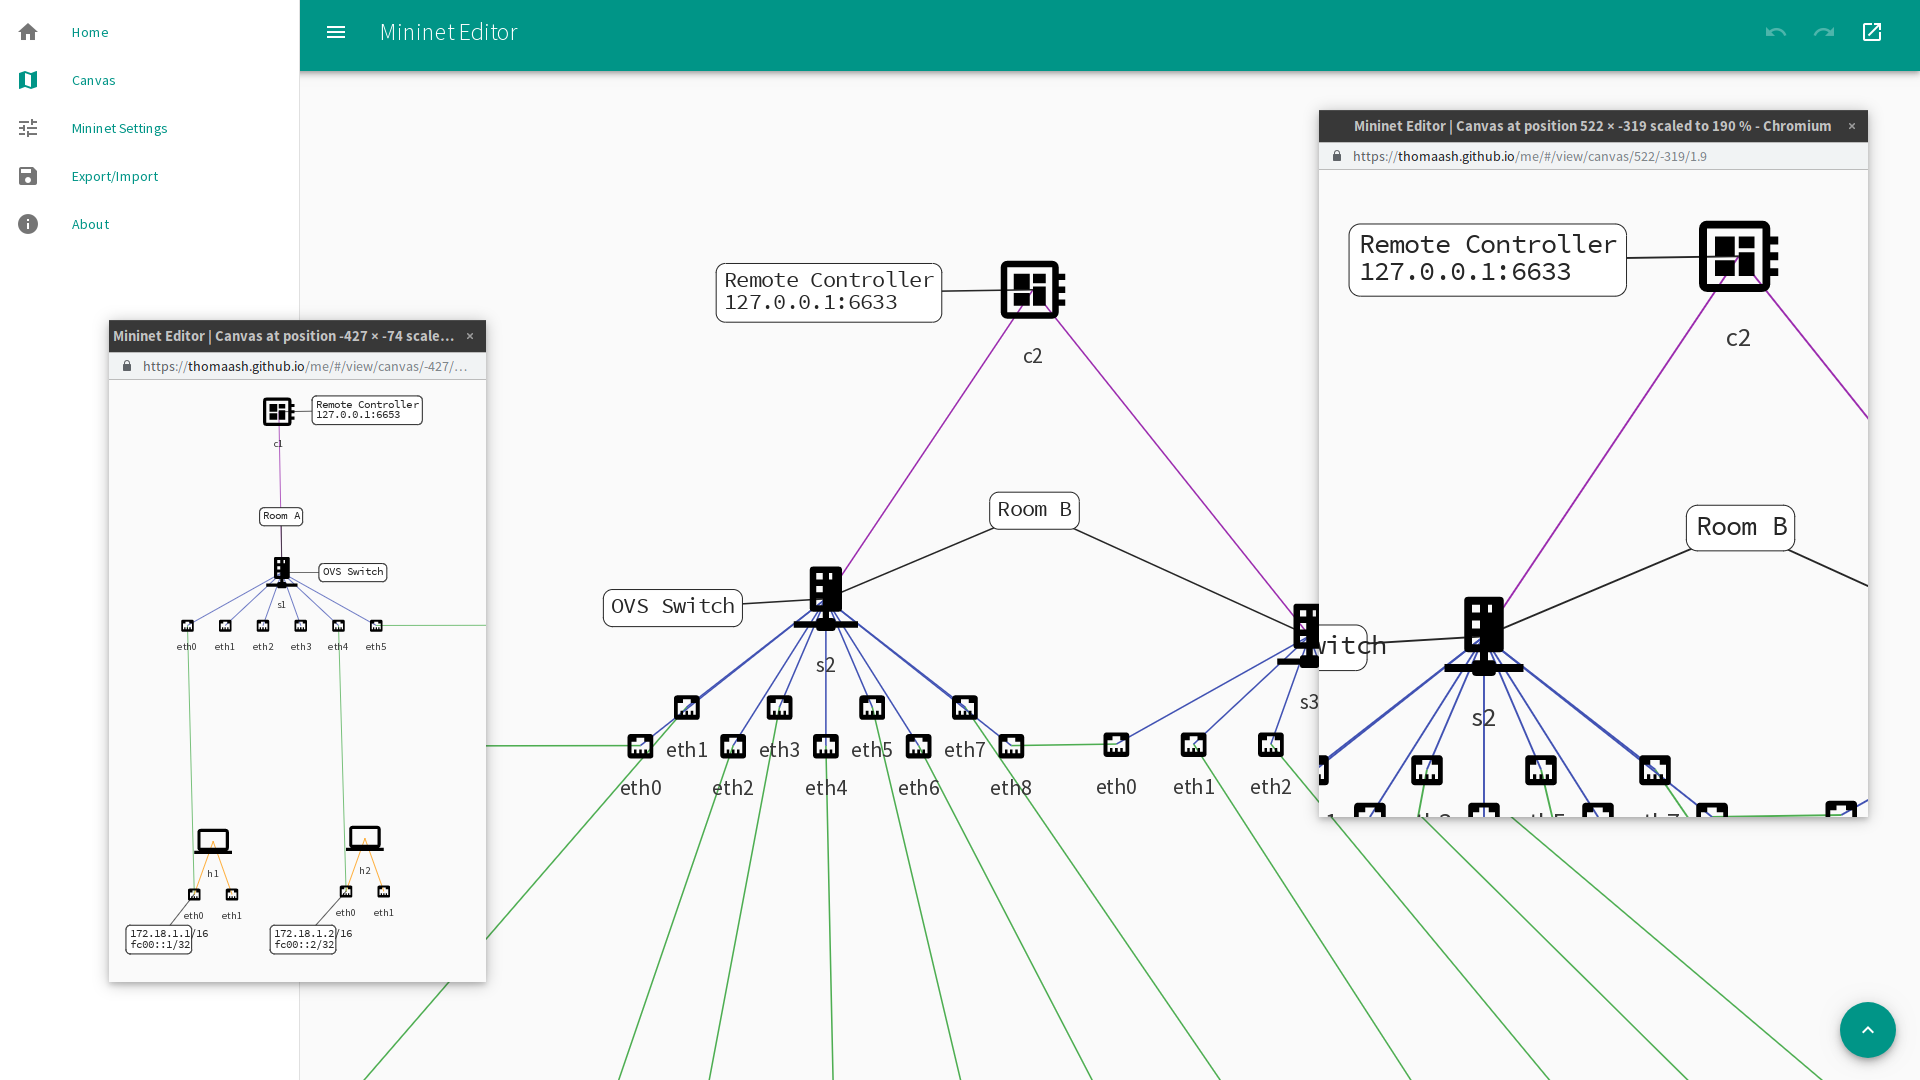 Home
Canvas
Mininet Settings
Export/Import
About
Mininet Editor
Remote Controller
127.0.0.1:6633
c2
Room B
OVS Switch
s2
s3
eth1
eth3
eth5
eth7
eth0
eth2
eth4
eth6
eth8
eth0
eth1
eth2
Mininet Editor | Canvas at position -427 × -74 scale...
×
https://thomaash.github.io/me/#/view/canvas/-427/...
Remote Controller
127.0.0.1:6653
c1
Room A
OVS Switch
s1
eth0
eth1
eth2
eth3
eth4
eth5
h1
h2
eth0
eth1
eth0
eth1
172.18.1.1/16
fc00::1/32
172.18.1.2/16
fc00::2/32
Mininet Editor | Canvas at position 522 × -319 scaled to 190 % - Chromium
×
https://thomaash.github.io/me/#/view/canvas/522/-319/1.9
Remote Controller
127.0.0.1:6633
c2
Room B
witch
s2